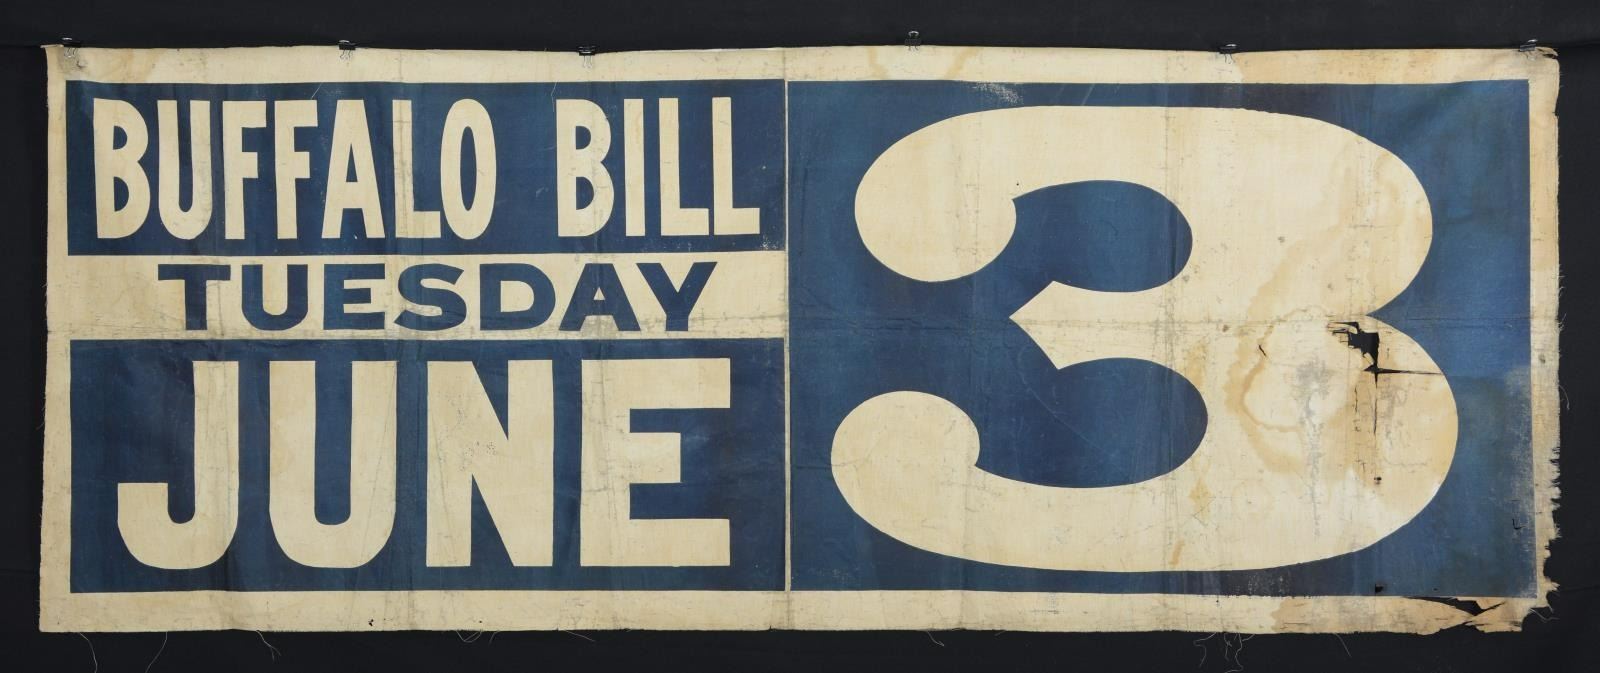 BUFFALO BILL
TUESDAY
JUNE
3